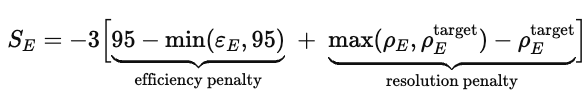 S_E = −3[95 − min(ε_E, 95) + max(ρ_E, ρ_E^target) − ρ_E^target]
efficiency penalty
resolution penalty